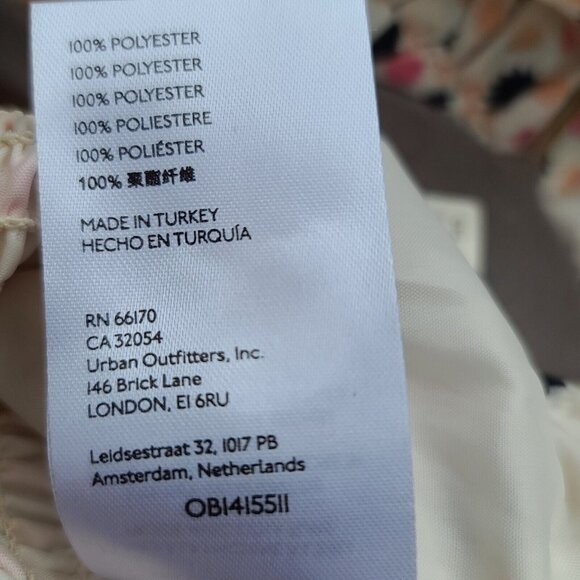 100% POLYESTER
100% POLYESTER
100% POLYESTER
100% POLIESTERE
100% POLIÉSTER
100% 聚酯纤维
MADE IN TURKEY
HECHO EN TURQUÍA
RN 66170
CA 32054
Urban Outfitters, Inc.
146 Brick Lane
LONDON, E1 6RU
Leidsestraat 32, 1017 PB
Amsterdam, Netherlands
OB1415511